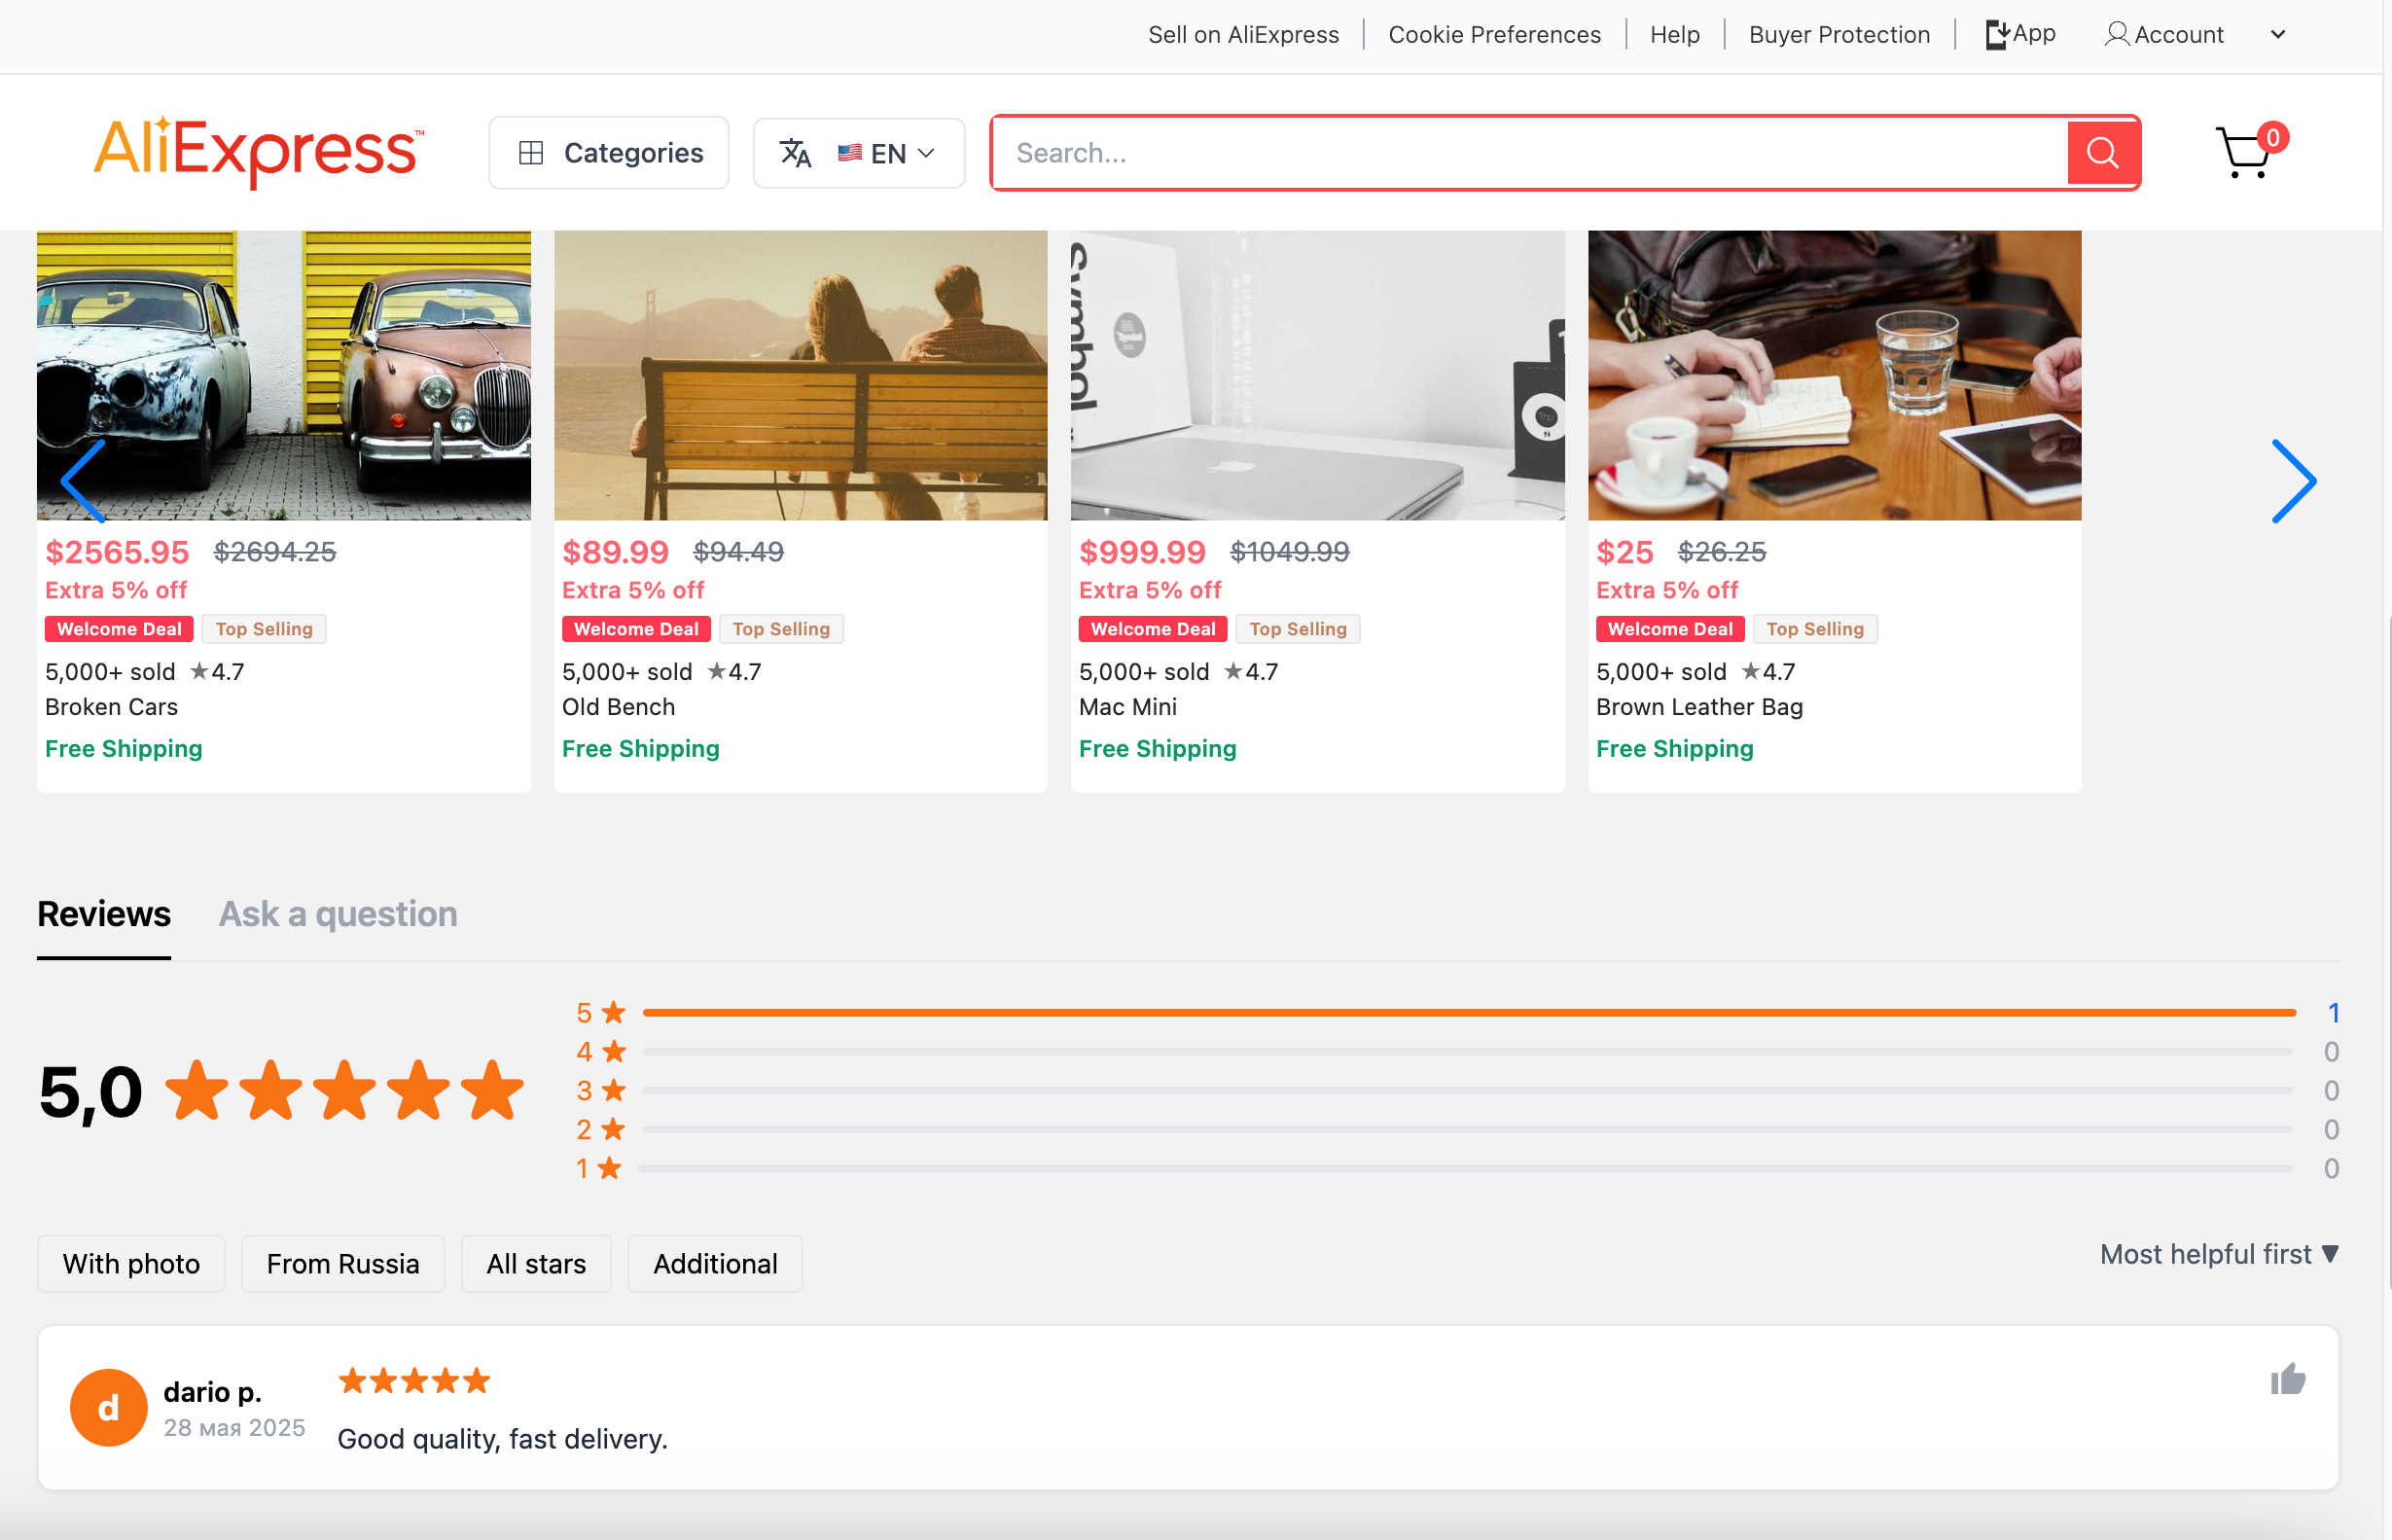 Sell on AliExpress Cookie Preferences Help Buyer Protection App Account
AliExpress™ Categories EN Search... 0
symbol
$2565.95 $2694.25
Extra 5% off
Welcome Deal Top Selling
5,000+ sold ★4.7
Broken Cars
Free Shipping
$89.99 $94.49
Extra 5% off
Welcome Deal Top Selling
5,000+ sold ★4.7
Old Bench
Free Shipping
$999.99 $1049.99
Extra 5% off
Welcome Deal Top Selling
5,000+ sold ★4.7
Mac Mini
Free Shipping
$25 $26.25
Extra 5% off
Welcome Deal Top Selling
5,000+ sold ★4.7
Brown Leather Bag
Free Shipping
Reviews Ask a question
5,0
5 ★ 1
4 ★ 0
3 ★ 0
2 ★ 0
1 ★ 0
With photo From Russia All stars Additional Most helpful first ▼
d dario p.
28 мая 2025
Good quality, fast delivery.